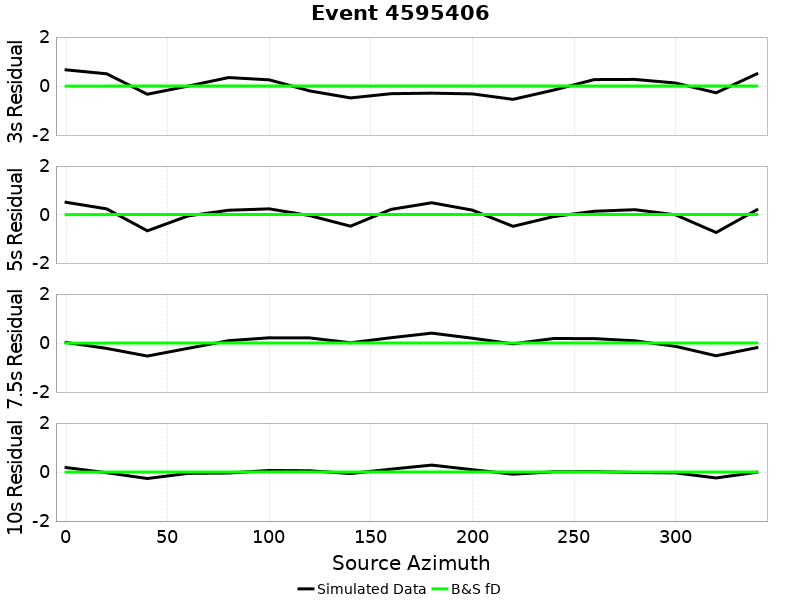 Event 4595406
3s Residual
2
0
-2
5s Residual
2
0
-2
7.5s Residual
2
0
-2
10s Residual
2
0
-2
0 50 100 150 200 250 300
Source Azimuth
Simulated Data B&S fD